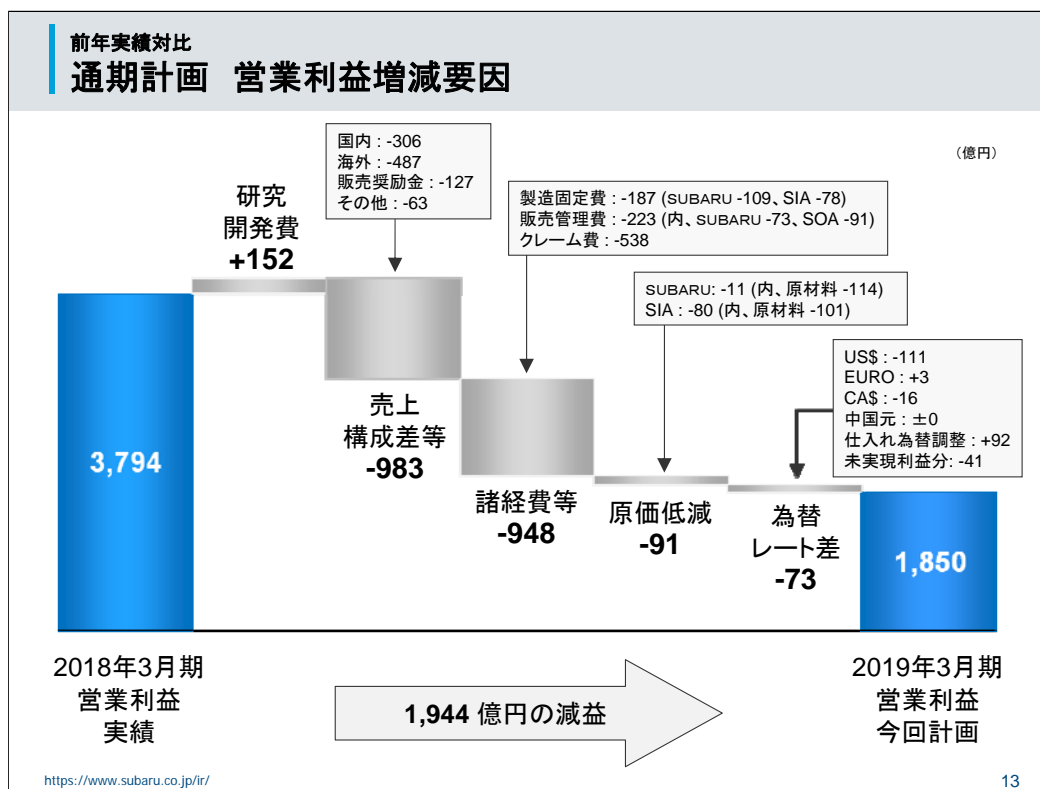 前年実績対比
通期計画 営業利益増減要因
(億円)
国内 : -306
海外 : -487
販売奨励金 : -127
その他 : -63
研究
開発費
+152
製造固定費 : -187 (SUBARU -109、SIA -78)
販売管理費 : -223 (内、SUBARU -73、SOA -91)
クレーム費 : -538
SUBARU: -11 (内、原材料 -114)
SIA : -80 (内、原材料 -101)
US$ : -111
EURO : +3
CA$ : -16
中国元 : ±0
仕入れ為替調整 : +92
未実現利益分: -41
3,794
売上
構成差等
-983
諸経費等
-948
原価低減
-91
為替
レート差
-73
1,850
2018年3月期
営業利益
実績
1,944 億円の減益
2019年3月期
営業利益
今回計画
https://www.subaru.co.jp/ir/
13